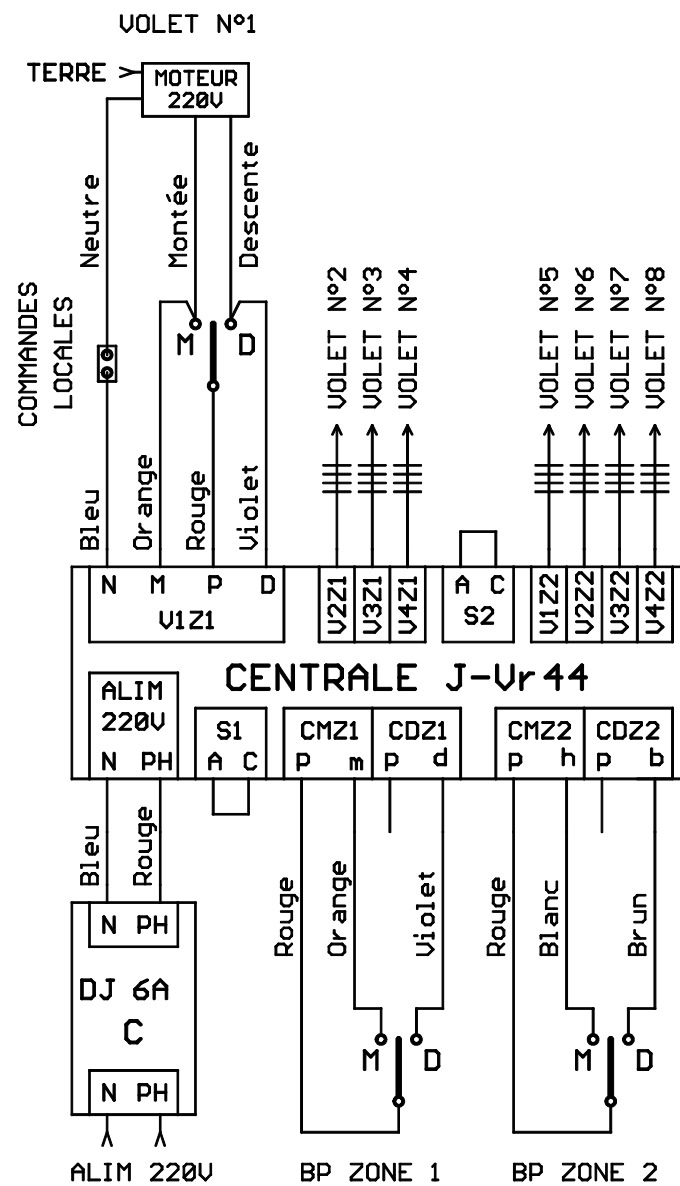 VOLET N°1
TERRE
MOTEUR
220V
Neutre
Montée
Descente
COMMANDES
LOCALES
M D
VOLET N°2
VOLET N°3
VOLET N°4
VOLET N°5
VOLET N°6
VOLET N°7
VOLET N°8
Bleu
Orange
Rouge
Violet
N M P D
V1Z1
V2Z1
V3Z1
V4Z1
A C
S2
V1Z2
V2Z2
V3Z2
V4Z2
CENTRALE J-Vr44
ALIM
220V
N PH
S1
A C
CMZ1
p m
CDZ1
p d
CMZ2
p h
CDZ2
p b
Bleu
Rouge
Rouge
Orange
Violet
Rouge
Blanc
Brun
N PH
DJ 6A
C
N PH
M D
M D
ALIM 220V
BP ZONE 1
BP ZONE 2